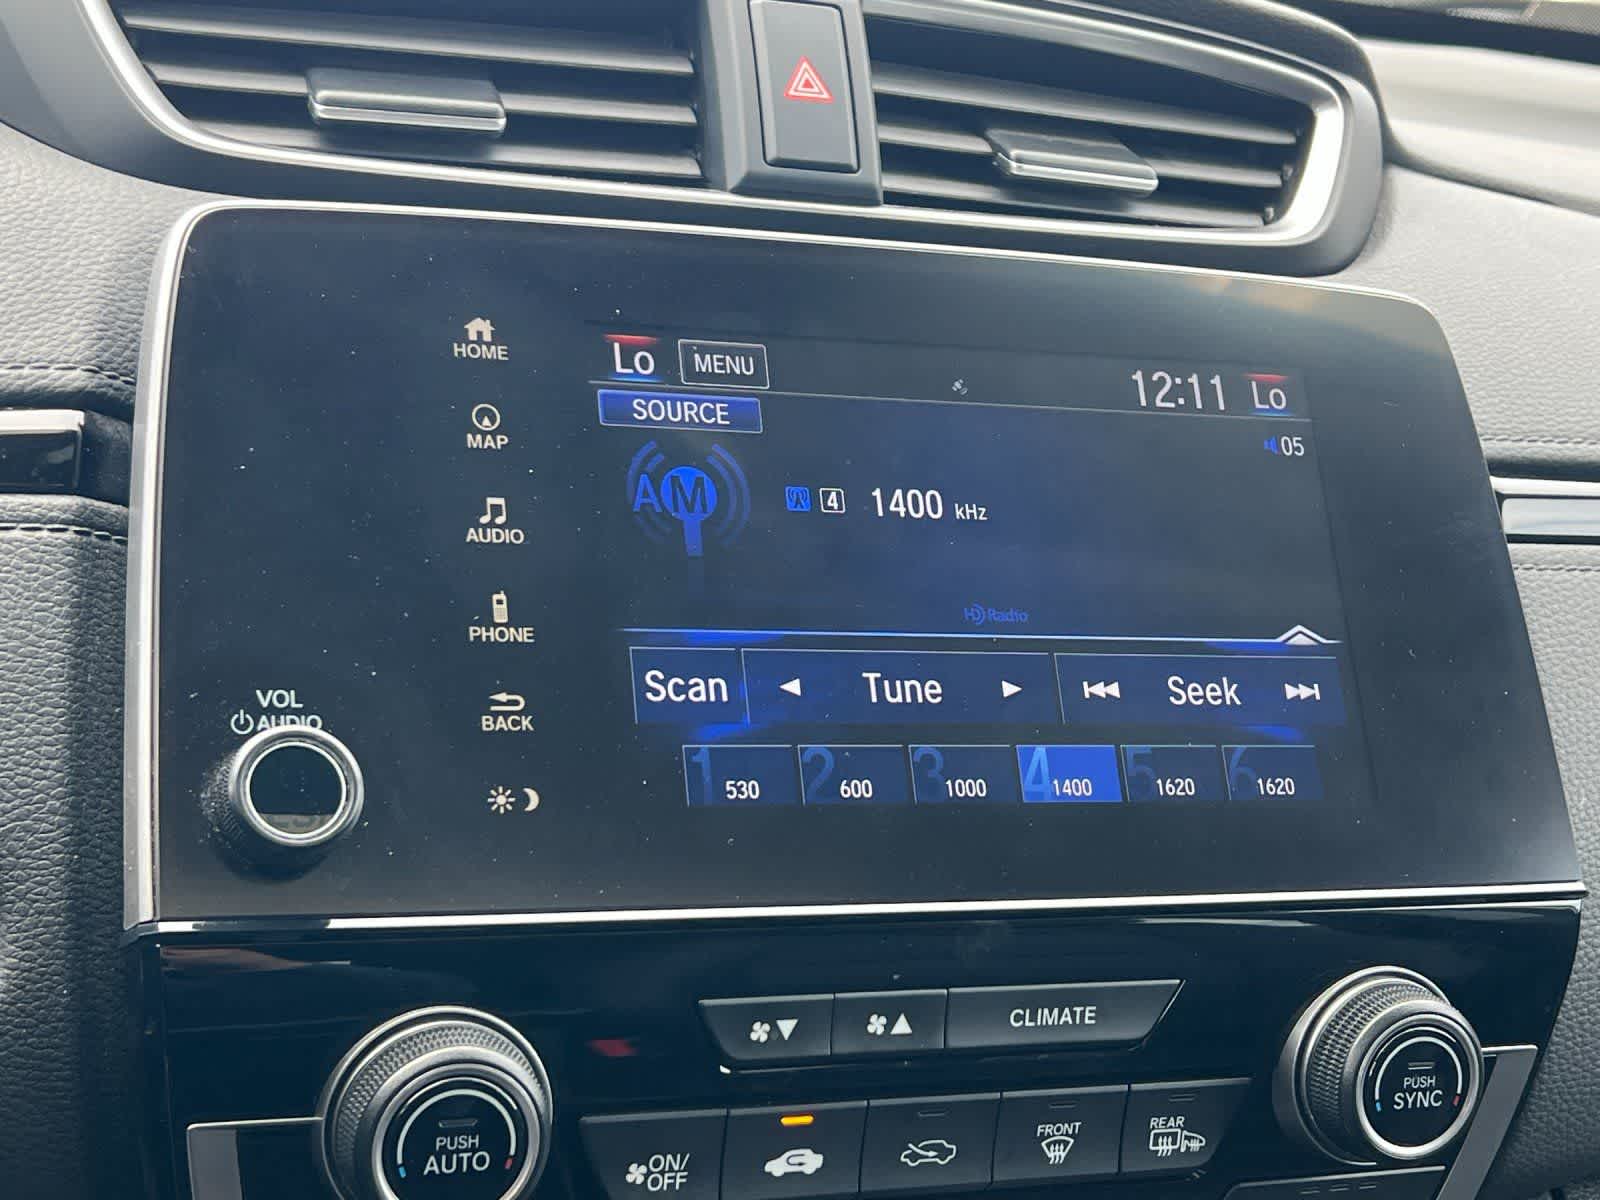 HOME
Lo MENU 12:11 Lo
SOURCE
MAP
05
AM 4 1400 kHz
AUDIO
PHONE
HD Radio
Scan Tune Seek
VOL
AUDIO
BACK
1 530 2 600 3 1000 4 1400 5 1620 6 1620
CLIMATE
PUSH
AUTO
ON/
OFF
FRONT
REAR
PUSH
SYNC